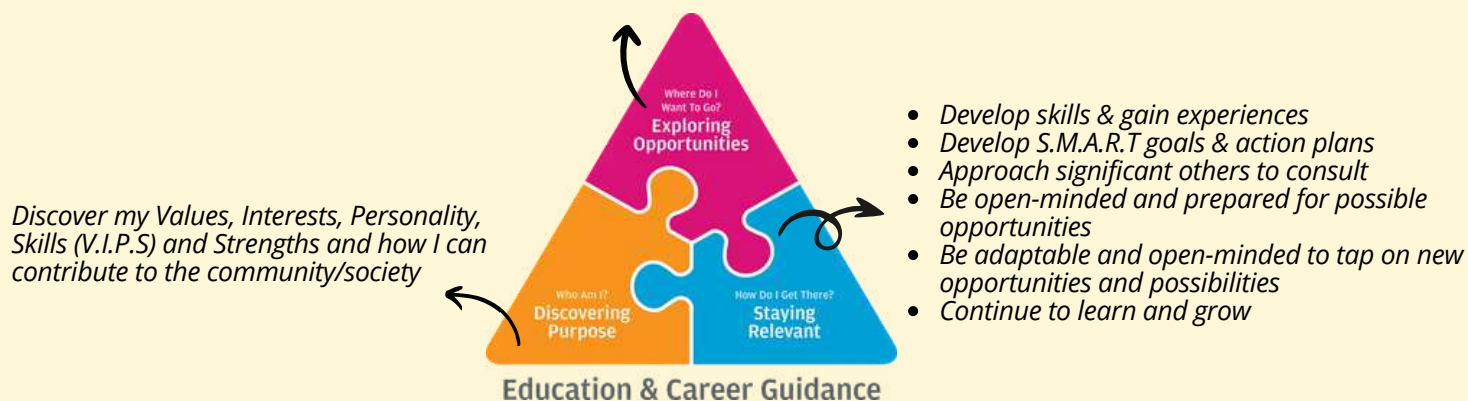 Where Do I
Want To Go?
Exploring
Opportunities
Discover my Values, Interests, Personality,
Skills (V.I.P.S) and Strengths and how I can
contribute to the community/society
Who Am I?
Discovering
Purpose
How Do I Get There?
Staying
Relevant
• Develop skills & gain experiences
• Develop S.M.A.R.T goals & action plans
• Approach significant others to consult
• Be open-minded and prepared for possible
opportunities
• Be adaptable and open-minded to tap on new
opportunities and possibilities
• Continue to learn and grow
Education & Career Guidance